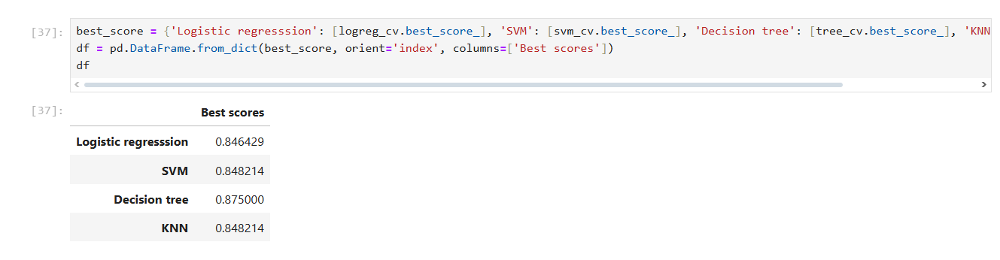 [37]: best_score = {'Logistic regresssion': [logreg_cv.best_score_], 'SVM': [svm_cv.best_score_], 'Decision tree': [tree_cv.best_score_], 'KNN
df = pd.DataFrame.from_dict(best_score, orient='index', columns=['Best scores'])
df
[37]:
Best scores
Logistic regresssion 0.846429
SVM 0.848214
Decision tree 0.875000
KNN 0.848214